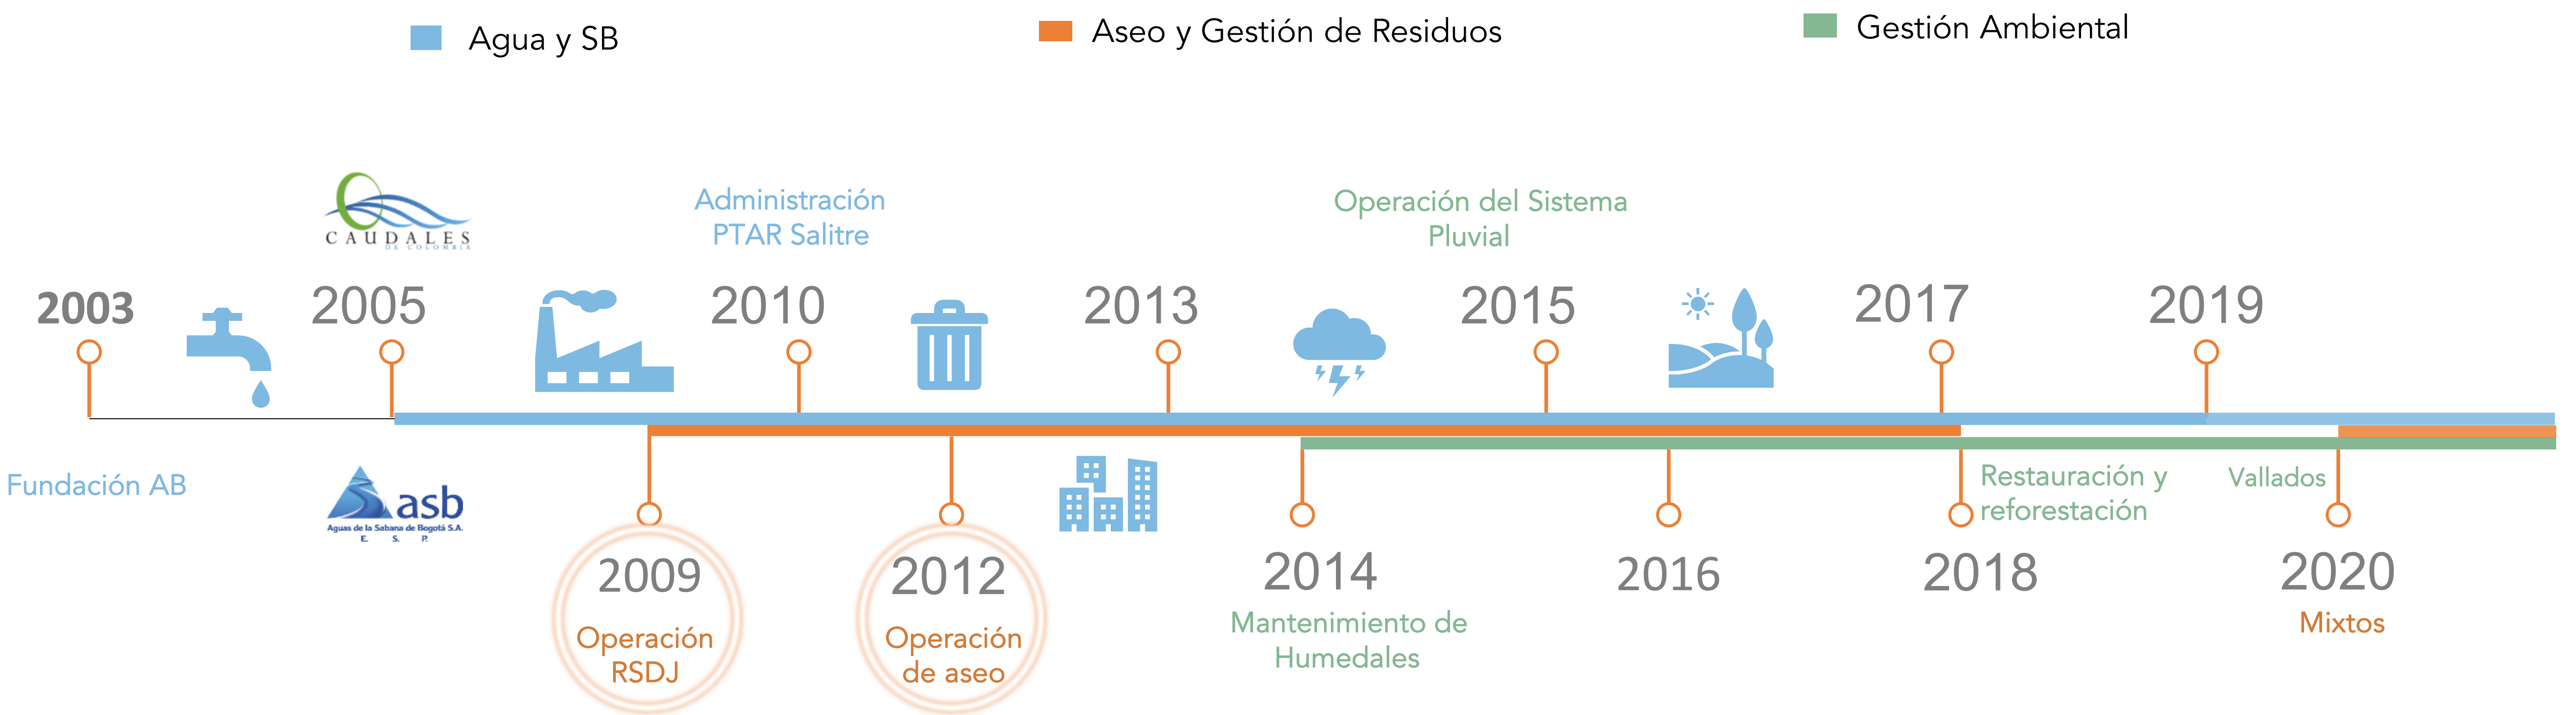 Agua y SB
Aseo y Gestión de Residuos
Gestión Ambiental
CAUDALES
DE COLOMBIA
Administración
PTAR Salitre
Operación del Sistema
Pluvial
2003
2005
2010
2013
2015
2017
2019
Fundación AB
asb
Aguas de la Sabana de Bogotá S.A.
E. S. P.
Restauración y
reforestación
Vallados
2009
Operación
RSDJ
2012
Operación
de aseo
2014
Mantenimiento de
Humedales
2016
2018
2020
Mixtos